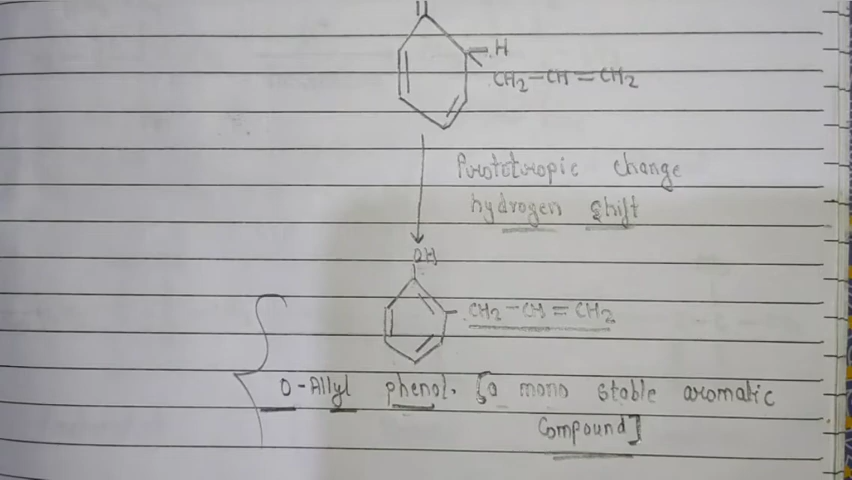 H
CH2-CH=CH2
Prototropic change
hydrogen shift
OH
CH2-CH=CH2
O-Allyl phenol. [a mono stable aromatic
Compound]